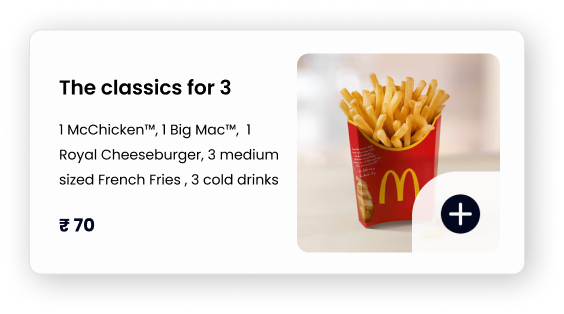 The classics for 3
1 McChicken™, 1 Big Mac™, 1
Royal Cheeseburger, 3 medium
sized French Fries , 3 cold drinks
₹ 70